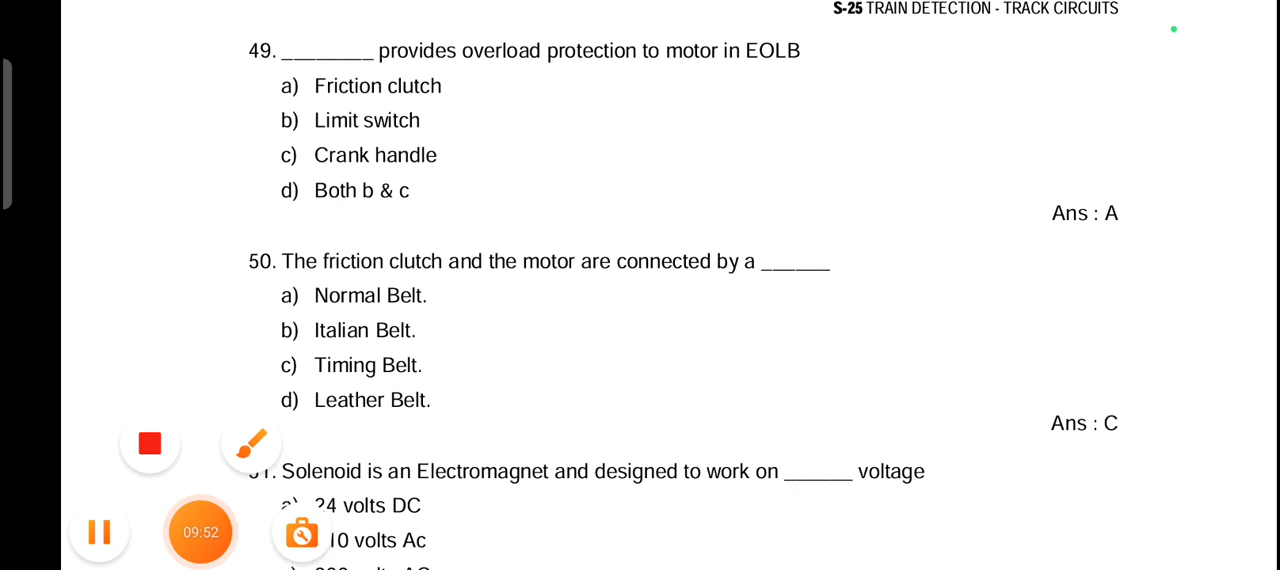 S-25 TRAIN DETECTION - TRACK CIRCUITS
49. ________ provides overload protection to motor in EOLB
a) Friction clutch
b) Limit switch
c) Crank handle
d) Both b & c
Ans : A
50. The friction clutch and the motor are connected by a ______
a) Normal Belt.
b) Italian Belt.
c) Timing Belt.
d) Leather Belt.
Ans : C
Solenoid is an Electromagnet and designed to work on ______ voltage
24 volts DC
10 volts Ac
09:52